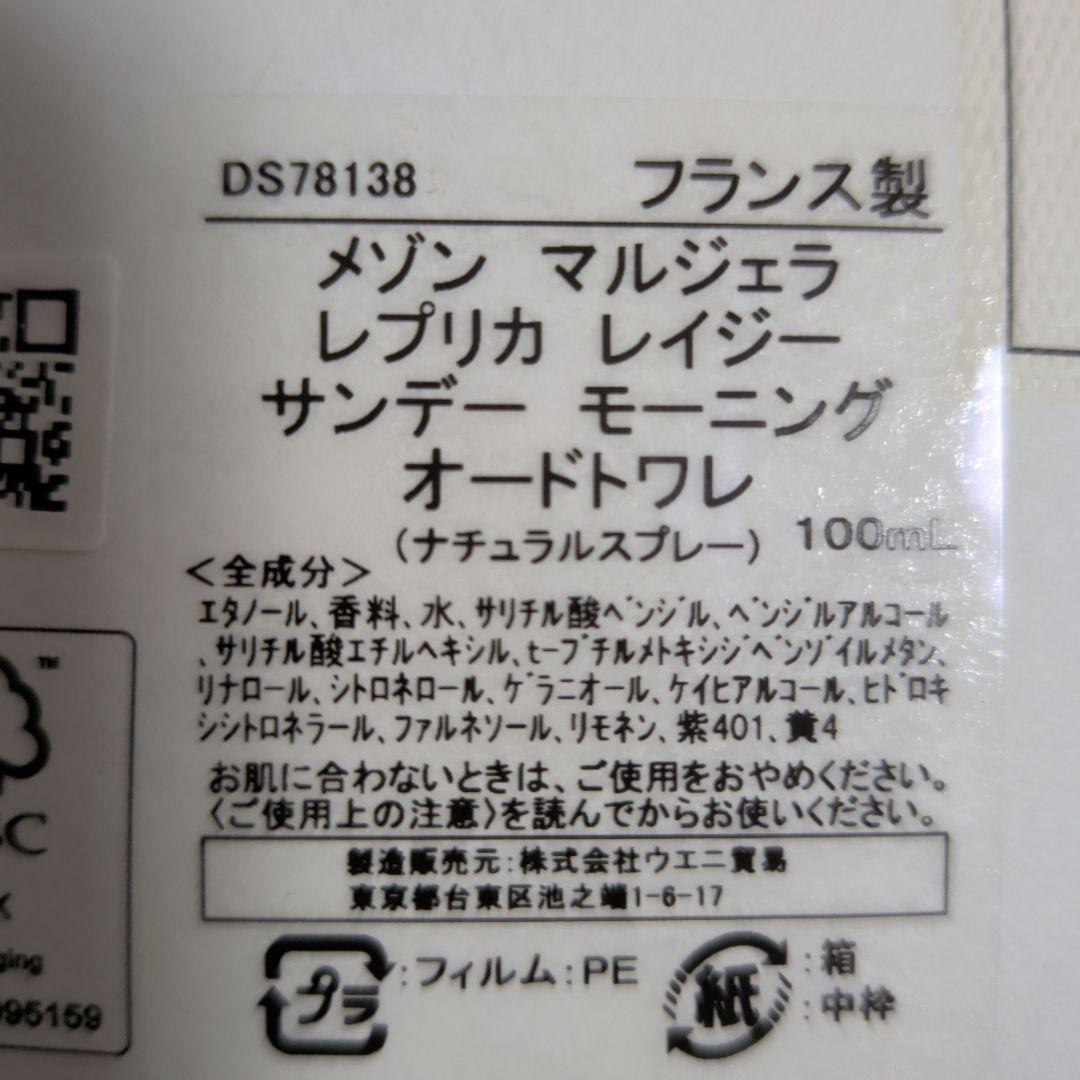 DS78138 フランス製
メゾン マルジェラ
レプリカ レイジー
サンデー モーニング
オードトワレ
(ナチュラルスプレー) 100mL
<全成分>
エタノール、香料、水、サリチル酸ベンジル、ベンジルアルコール
、サリチル酸エチルヘキシル、t-ブチルメトキシジベンゾイルメタン、
リナロール、シトロネロール、ゲラニオール、ケイヒアルコール、ヒドロキ
シシトロネラール、ファルネソール、リモネン、紫401、黄4
お肌に合わないときは、ご使用をおやめください。
〈ご使用上の注意〉を読んでからお使いください。
製造販売元:株式会社ウエニ貿易
東京都台東区池之端1-6-17
プラ :フィルム:PE
紙 :箱
:中枠
TM
95159